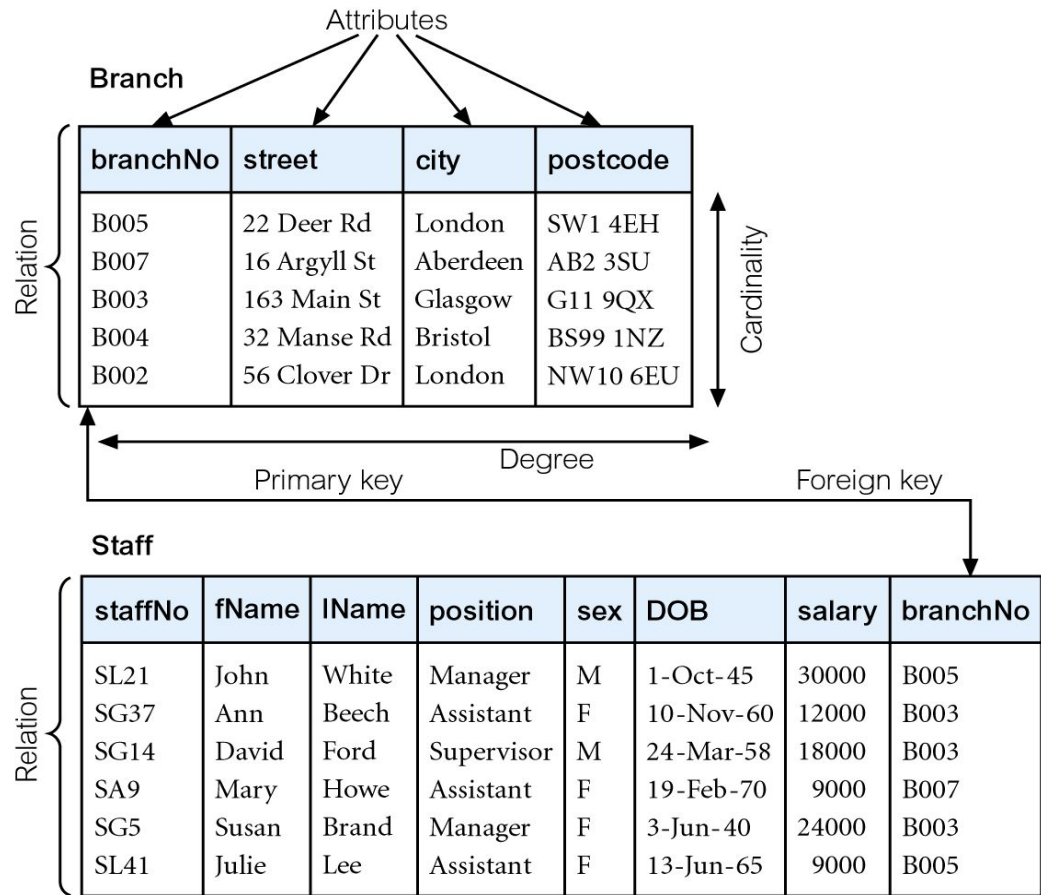 Attributes
Branch
branchNo street city postcode
B005 22 Deer Rd London SW1 4EH
B007 16 Argyll St Aberdeen AB2 3SU
B003 163 Main St Glasgow G11 9QX
B004 32 Manse Rd Bristol BS99 1NZ
B002 56 Clover Dr London NW10 6EU
Relation
Cardinality
Degree
Primary key Foreign key
Staff
staffNo fName lName position sex DOB salary branchNo
SL21 John White Manager M 1-Oct-45 30000 B005
SG37 Ann Beech Assistant F 10-Nov-60 12000 B003
SG14 David Ford Supervisor M 24-Mar-58 18000 B003
SA9 Mary Howe Assistant F 19-Feb-70 9000 B007
SG5 Susan Brand Manager F 3-Jun-40 24000 B003
SL41 Julie Lee Assistant F 13-Jun-65 9000 B005
Relation